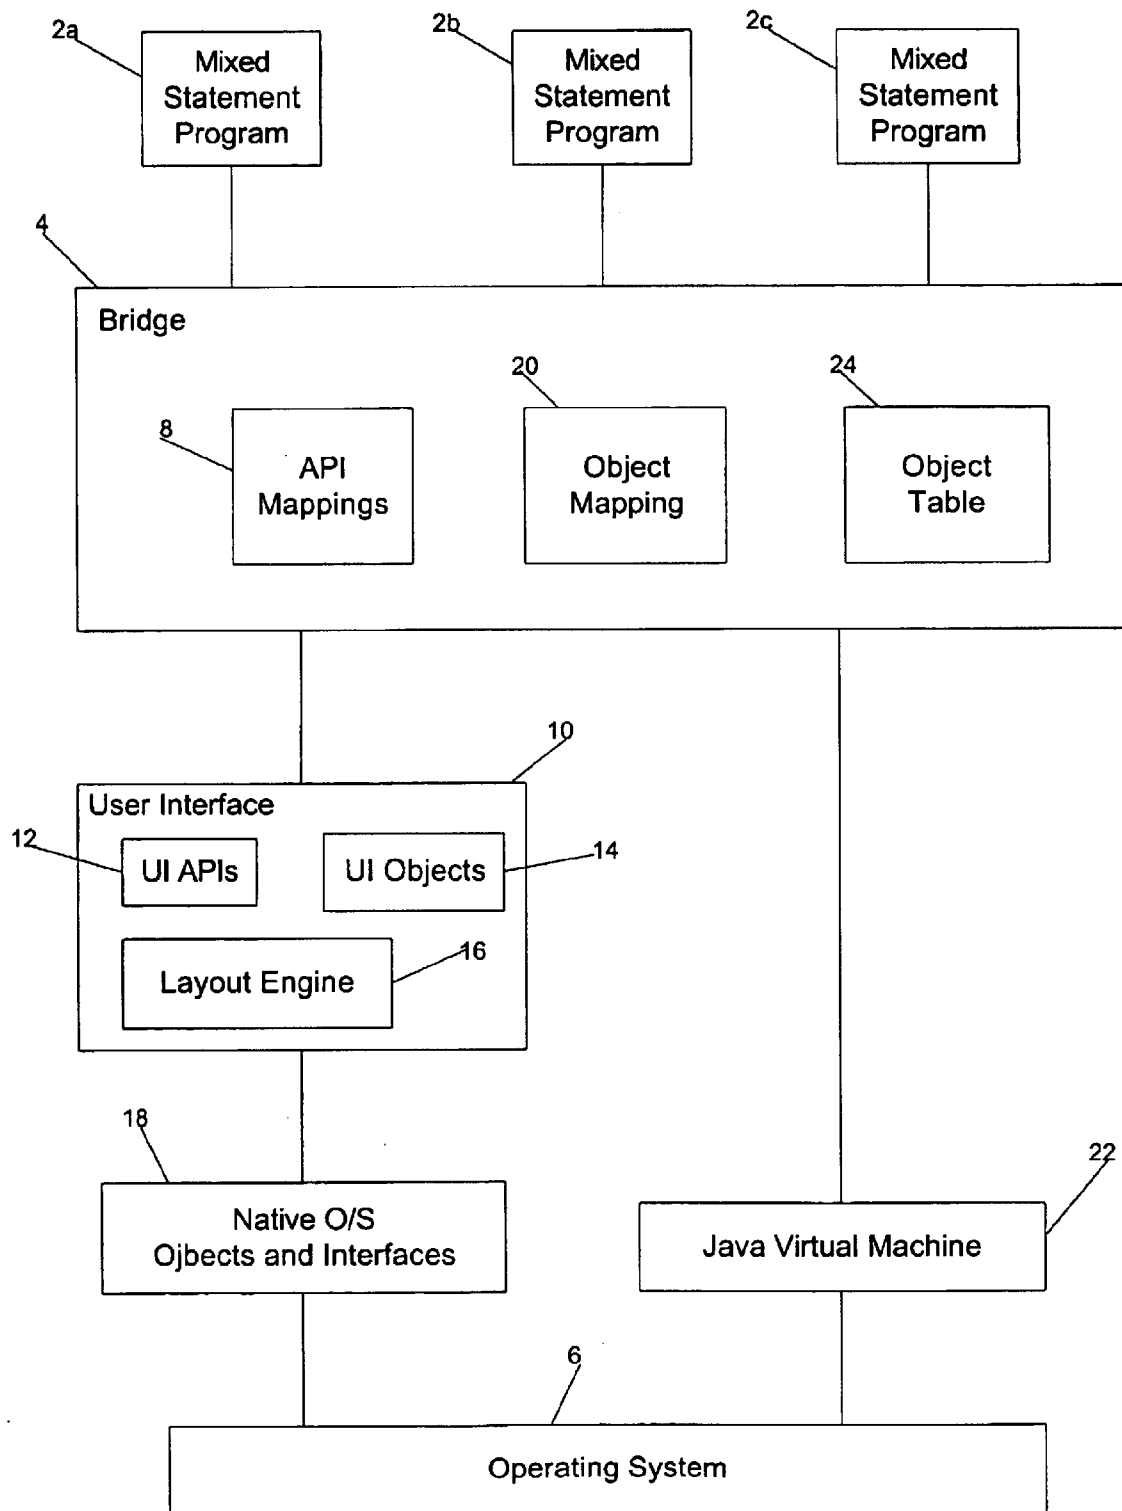 2a
2b
2c
Mixed
Statement
Program
Mixed
Statement
Program
Mixed
Statement
Program
4
Bridge
8
API
Mappings
20
Object
Mapping
24
Object
Table
10
User Interface
12
UI APIs
UI Objects
14
Layout Engine
16
18
Native O/S
Ojbects and Interfaces
22
Java Virtual Machine
6
Operating System